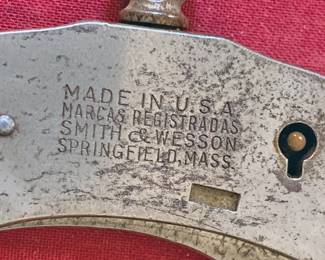 MADE IN U.S.A.
MARCAS REGISTRADAS
SMITH & WESSON
SPRINGFIELD, MASS